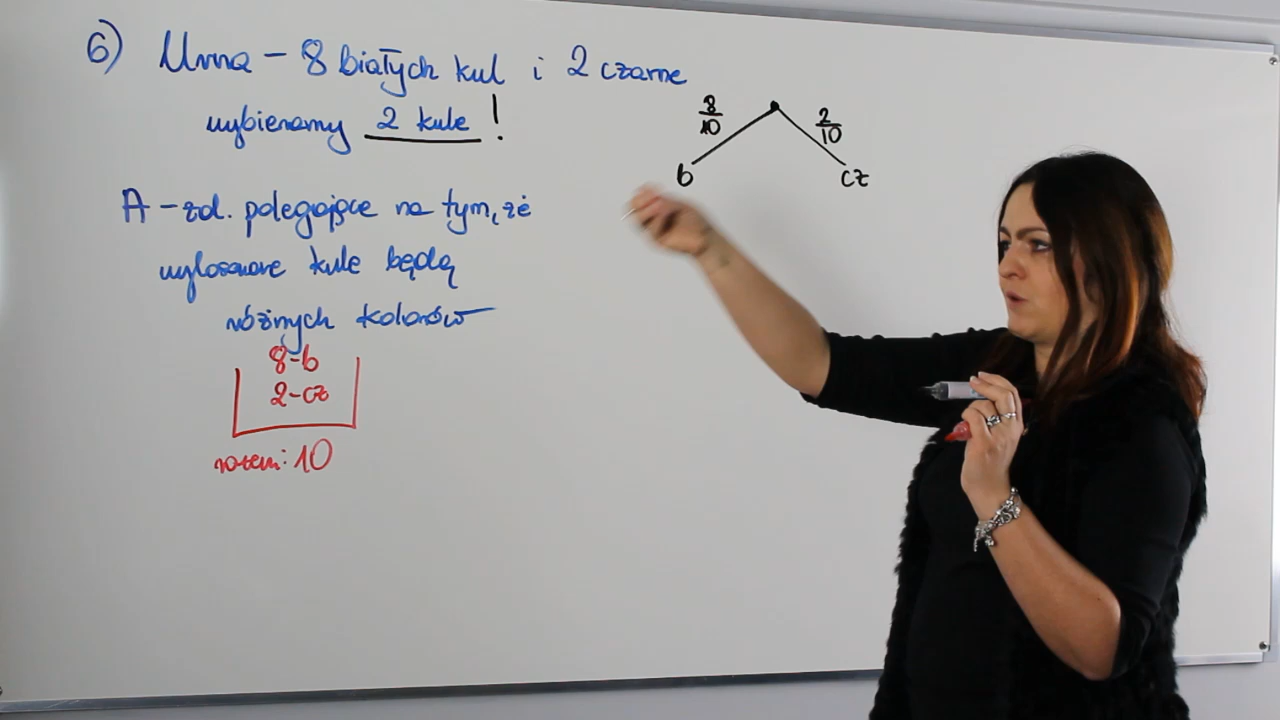 6) Urna - 8 białych kul i 2 czarne
wybieramy 2 kule !
A - zd. polegające na tym, że
wylosowane kule będą
różnych kolorów
8-b
2-cz
razem: 10
8/10
2/10
b
cz